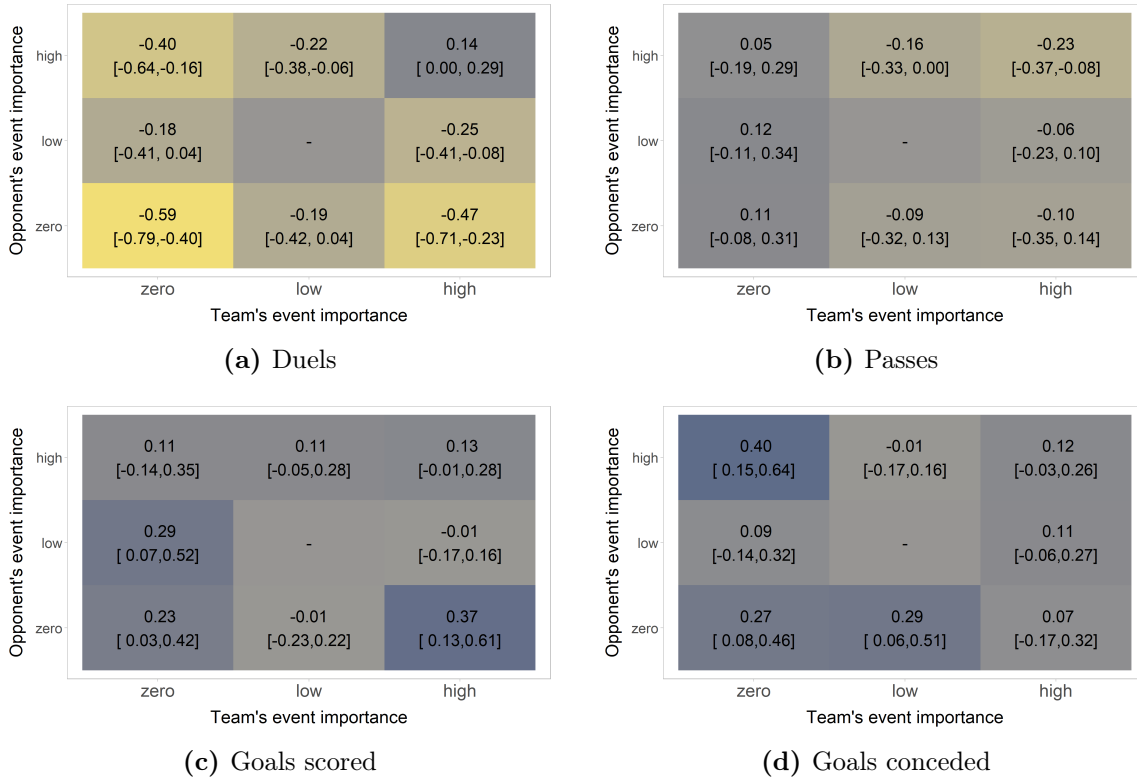 Opponent's event importance
high
-0.40
[-0.64,-0.16]
-0.22
[-0.38,-0.06]
0.14
[ 0.00, 0.29]
low
-0.18
[-0.41, 0.04]
-
-0.25
[-0.41,-0.08]
zero
-0.59
[-0.79,-0.40]
-0.19
[-0.42, 0.04]
-0.47
[-0.71,-0.23]
zero low high
Team's event importance
(a) Duels
Opponent's event importance
high
0.05
[-0.19, 0.29]
-0.16
[-0.33, 0.00]
-0.23
[-0.37,-0.08]
low
0.12
[-0.11, 0.34]
-
-0.06
[-0.23, 0.10]
zero
0.11
[-0.08, 0.31]
-0.09
[-0.32, 0.13]
-0.10
[-0.35, 0.14]
zero low high
Team's event importance
(b) Passes
Opponent's event importance
high
0.11
[-0.14,0.35]
0.11
[-0.05,0.28]
0.13
[-0.01,0.28]
low
0.29
[ 0.07,0.52]
-
-0.01
[-0.17,0.16]
zero
0.23
[ 0.03,0.42]
-0.01
[-0.23,0.22]
0.37
[ 0.13,0.61]
zero low high
Team's event importance
(c) Goals scored
Opponent's event importance
high
0.40
[ 0.15,0.64]
-0.01
[-0.17,0.16]
0.12
[-0.03,0.26]
low
0.09
[-0.14,0.32]
-
0.11
[-0.06,0.27]
zero
0.27
[ 0.08,0.46]
0.29
[ 0.06,0.51]
0.07
[-0.17,0.32]
zero low high
Team's event importance
(d) Goals conceded